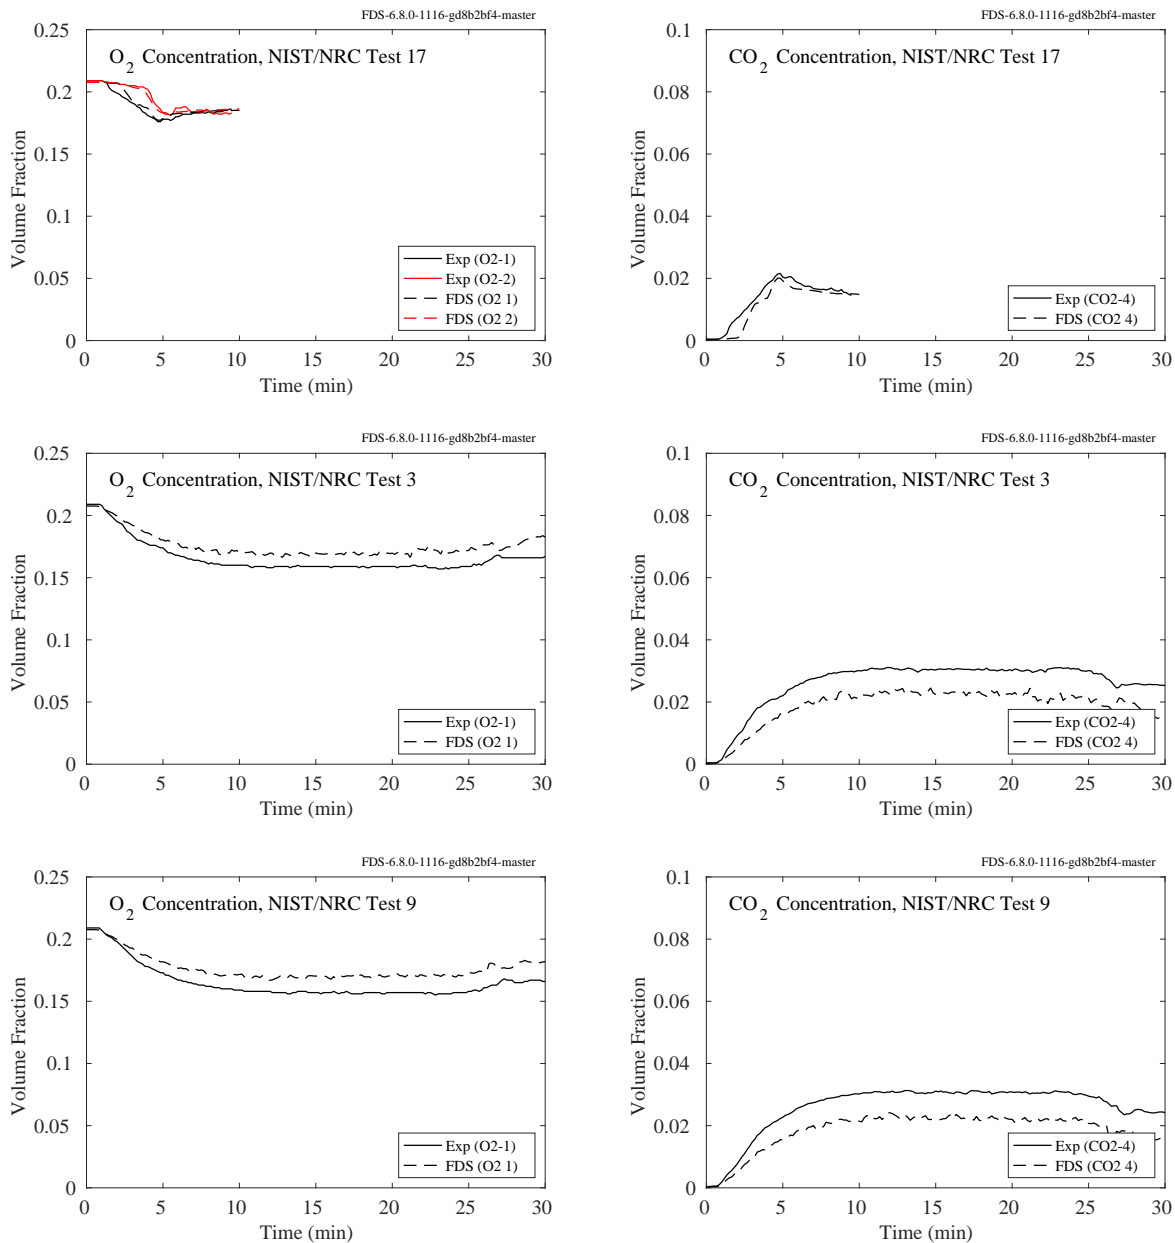 FDS-6.8.0-1116-gd8b2bf4-master
O2 Concentration, NIST/NRC Test 17
Volume Fraction
0.25
0.2
0.15
0.1
0.05
0
Exp (O2-1)
Exp (O2-2)
FDS (O2 1)
FDS (O2 2)
0 5 10 15 20 25 30
Time (min)
FDS-6.8.0-1116-gd8b2bf4-master
CO2 Concentration, NIST/NRC Test 17
Volume Fraction
0.1
0.08
0.06
0.04
0.02
0
Exp (CO2-4)
FDS (CO2 4)
0 5 10 15 20 25 30
Time (min)
FDS-6.8.0-1116-gd8b2bf4-master
O2 Concentration, NIST/NRC Test 3
Volume Fraction
0.25
0.2
0.15
0.1
0.05
0
Exp (O2-1)
FDS (O2 1)
0 5 10 15 20 25 30
Time (min)
FDS-6.8.0-1116-gd8b2bf4-master
CO2 Concentration, NIST/NRC Test 3
Volume Fraction
0.1
0.08
0.06
0.04
0.02
0
Exp (CO2-4)
FDS (CO2 4)
0 5 10 15 20 25 30
Time (min)
FDS-6.8.0-1116-gd8b2bf4-master
O2 Concentration, NIST/NRC Test 9
Volume Fraction
0.25
0.2
0.15
0.1
0.05
0
Exp (O2-1)
FDS (O2 1)
0 5 10 15 20 25 30
Time (min)
FDS-6.8.0-1116-gd8b2bf4-master
CO2 Concentration, NIST/NRC Test 9
Volume Fraction
0.1
0.08
0.06
0.04
0.02
0
Exp (CO2-4)
FDS (CO2 4)
0 5 10 15 20 25 30
Time (min)